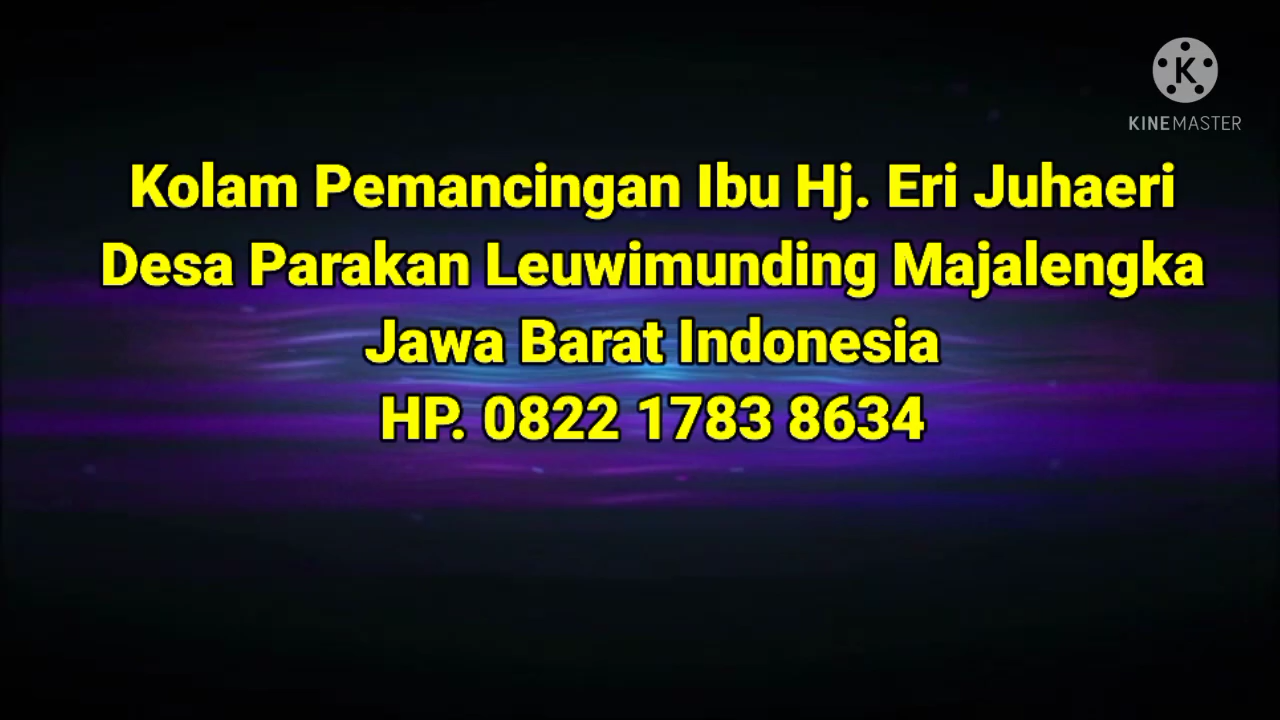 K
KINEMASTER
Kolam Pemancingan Ibu Hj. Eri Juhaeri
Desa Parakan Leuwimunding Majalengka
Jawa Barat Indonesia
HP. 0822 1783 8634